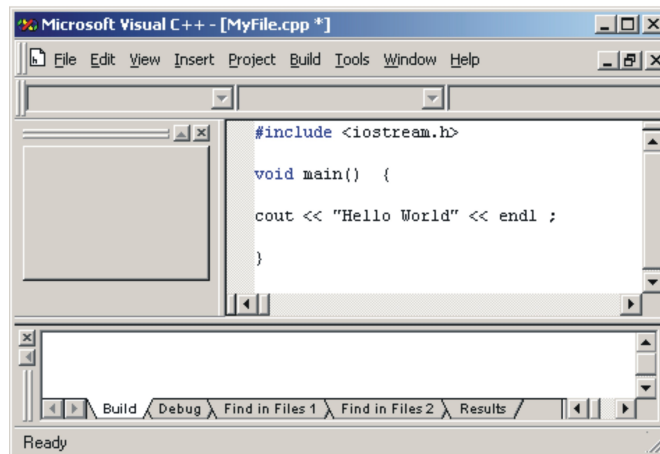 Microsoft Visual C++ - [MyFile.cpp *]
File Edit View Insert Project Build Tools Window Help
#include <iostream.h>
void main()  {
cout << "Hello World" << endl ;
}
Build Debug Find in Files 1 Find in Files 2 Results
Ready